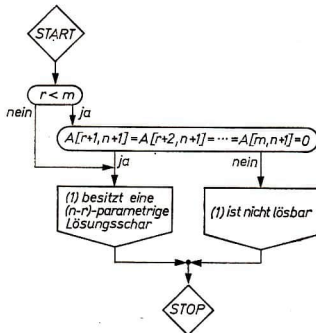 START
r < m
nein
ja
A[r+1,n+1]=A[r+2,n+1]=···=A[m,n+1]=0
ja
nein
(1) besitzt eine
(n-r)-parametrige
Lösungsschar
(1) ist nicht lösbar
STOP